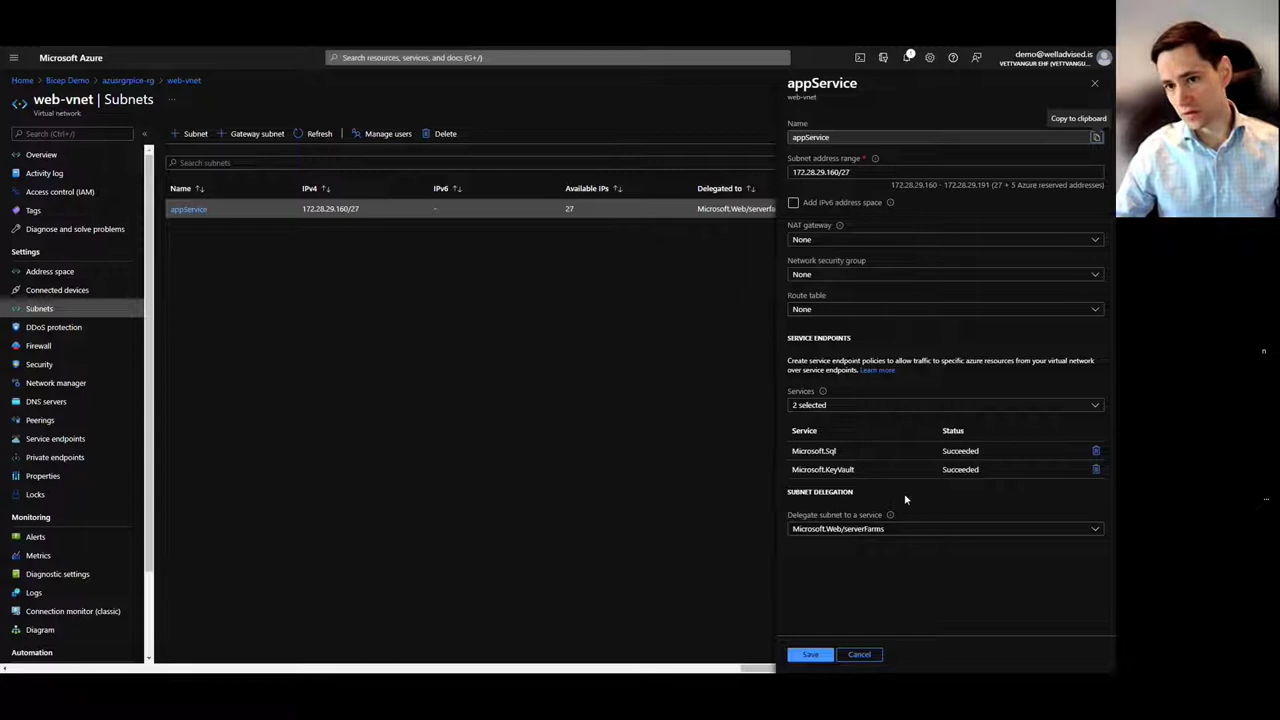 Microsoft Azure
Search resources, services, and docs (G+/)
1
demo@welladvised.is
VETTVANGUR EHF (VETTVANGU...
Home > Bicep Demo > azusrgrpice-rg > web-vnet
web-vnet | Subnets ...
Virtual network
Search (Ctrl+/)
Overview
Activity log
Access control (IAM)
Tags
Diagnose and solve problems
Settings
Address space
Connected devices
Subnets
DDoS protection
Firewall
Security
Network manager
DNS servers
Peerings
Service endpoints
Private endpoints
Properties
Locks
Monitoring
Alerts
Metrics
Diagnostic settings
Logs
Connection monitor (classic)
Diagram
Automation
+ Subnet + Gateway subnet Refresh Manage users Delete
Search subnets
Name IPv4 IPv6 Available IPs Delegated to
appService 172.28.29.160/27 - 27 Microsoft.Web/serverfa
appService
web-vnet
Copy to clipboard
Name
appService
Subnet address range *
172.28.29.160/27
172.28.29.160 - 172.28.29.191 (27 + 5 Azure reserved addresses)
Add IPv6 address space
NAT gateway
None
Network security group
None
Route table
None
SERVICE ENDPOINTS
Create service endpoint policies to allow traffic to specific azure resources from your virtual network
over service endpoints. Learn more
Services
2 selected
Service Status
Microsoft.Sql Succeeded
Microsoft.KeyVault Succeeded
SUBNET DELEGATION
Delegate subnet to a service
Microsoft.Web/serverFarms
Save Cancel
n
...